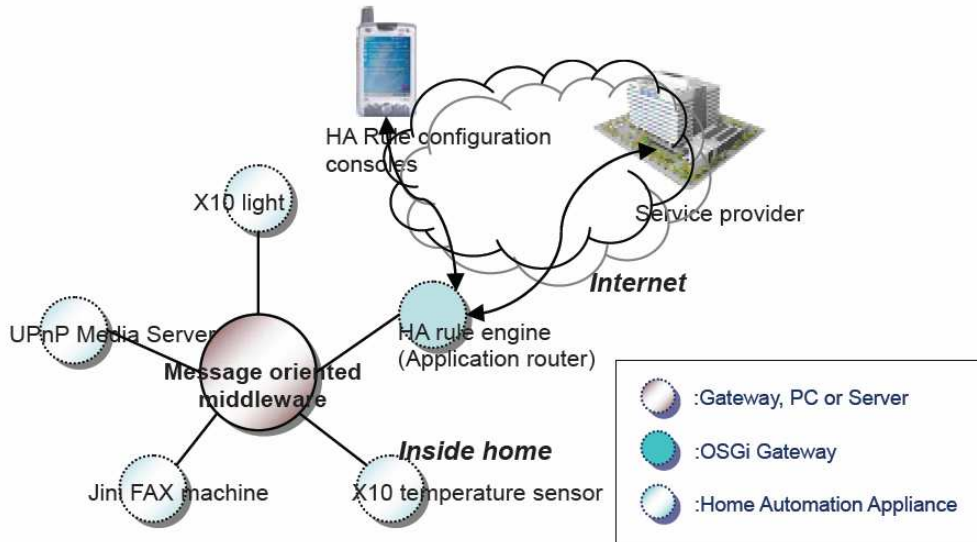 HA Rule configuration
consoles
X10 light
Service provider
Internet
UPnP Media Server
HA rule engine
(Application router)
Message oriented
middleware
Inside home
Jini FAX machine
X10 temperature sensor
:Gateway, PC or Server
:OSGi Gateway
:Home Automation Appliance